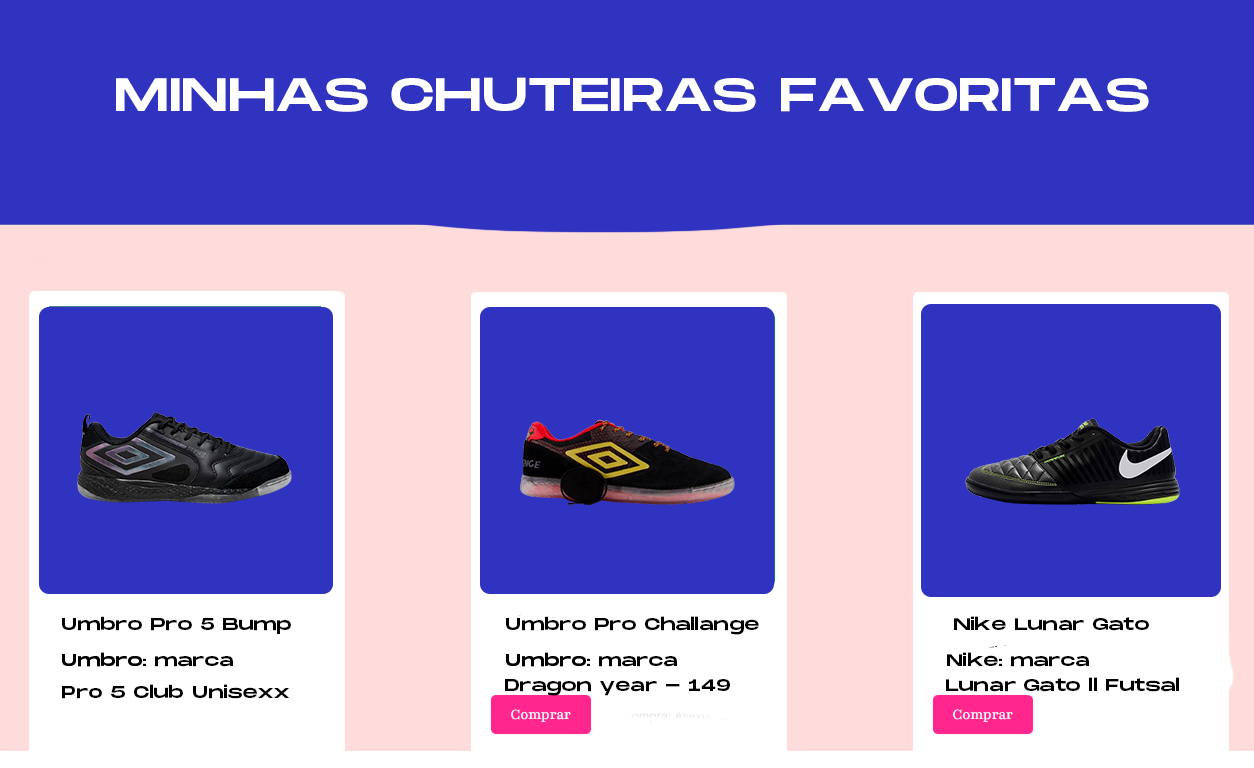 MINHAS CHUTEIRAS FAVORITAS
Umbro Pro 5 Bump
Umbro: marca
Pro 5 Club Unisexx
Umbro Pro Challange
Umbro: marca
Dragon year - 149
Comprar
Nike Lunar Gato
Nike: marca
Lunar Gato ll Futsal
Comprar